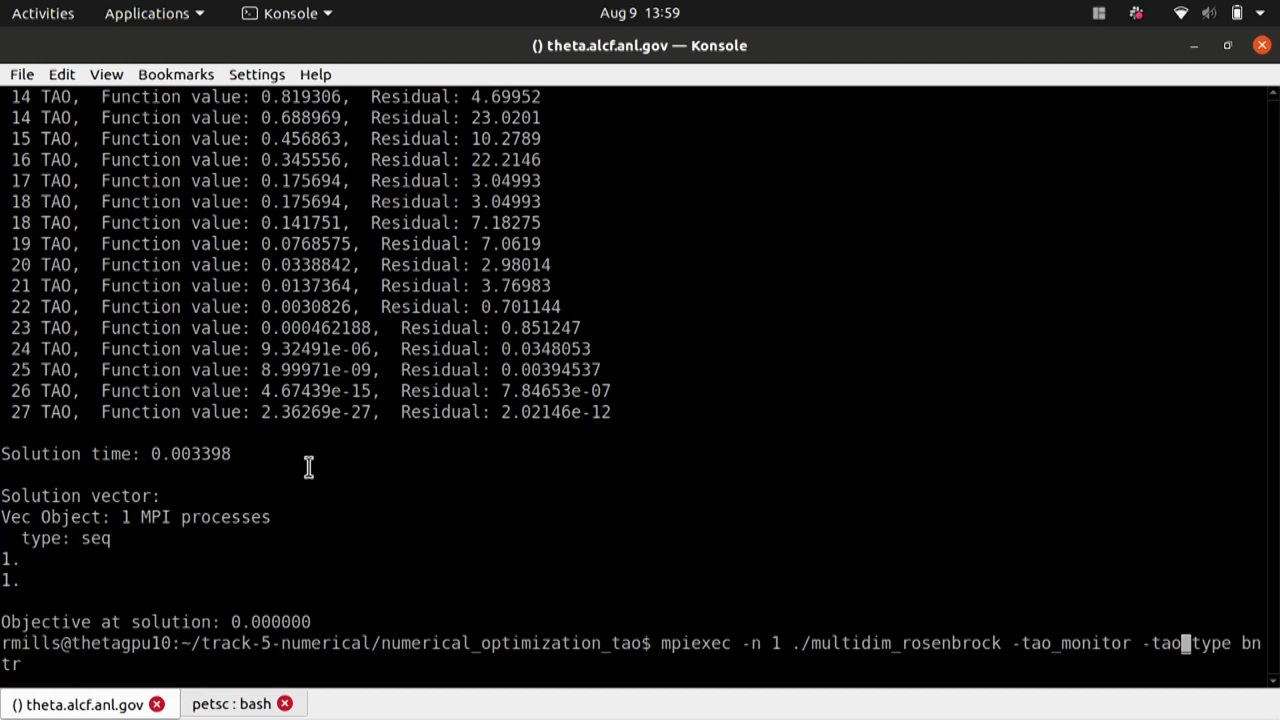 Activities Applications Konsole Aug 9 13:59
() theta.alcf.anl.gov — Konsole
File Edit View Bookmarks Settings Help
14 TAO, Function value: 0.819306, Residual: 4.69952
14 TAO, Function value: 0.688969, Residual: 23.0201
15 TAO, Function value: 0.456863, Residual: 10.2789
16 TAO, Function value: 0.345556, Residual: 22.2146
17 TAO, Function value: 0.175694, Residual: 3.04993
18 TAO, Function value: 0.175694, Residual: 3.04993
18 TAO, Function value: 0.141751, Residual: 7.18275
19 TAO, Function value: 0.0768575, Residual: 7.0619
20 TAO, Function value: 0.0338842, Residual: 2.98014
21 TAO, Function value: 0.0137364, Residual: 3.76983
22 TAO, Function value: 0.0030826, Residual: 0.701144
23 TAO, Function value: 0.000462188, Residual: 0.851247
24 TAO, Function value: 9.32491e-06, Residual: 0.0348053
25 TAO, Function value: 8.99971e-09, Residual: 0.00394537
26 TAO, Function value: 4.67439e-15, Residual: 7.84653e-07
27 TAO, Function value: 2.36269e-27, Residual: 2.02146e-12
Solution time: 0.003398
Solution vector:
Vec Object: 1 MPI processes
type: seq
1.
1.
Objective at solution: 0.000000
rmills@thetagpu10:~/track-5-numerical/numerical_optimization_tao$ mpiexec -n 1 ./multidim_rosenbrock -tao_monitor -tao_type bn
tr
() theta.alcf.anl.gov petsc : bash